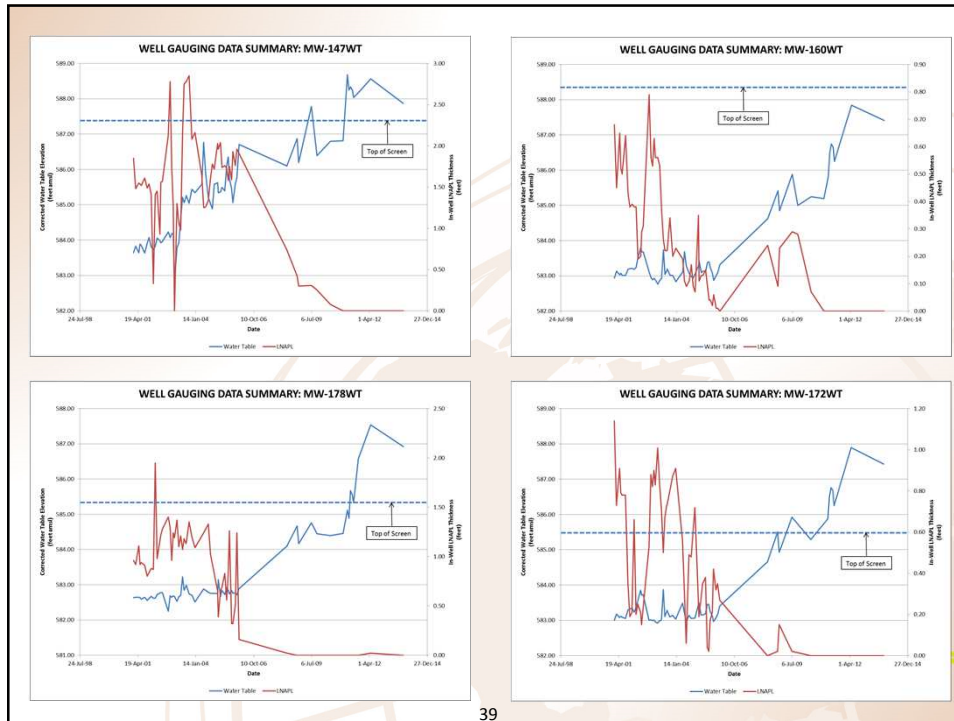 WELL GAUGING DATA SUMMARY: MW-147WT
Corrected Water Table Elevation
(feet amsl)
589.00
588.00
587.00
586.00
585.00
584.00
583.00
582.00
3.00
2.50
2.00
1.50
1.00
0.50
0.00
In-Well LNAPL Thickness
(feet)
Top of Screen
24-Jul-98
19-Apr-01
14-Jan-04
10-Oct-06
6-Jul-09
1-Apr-12
27-Dec-14
Date
Water Table
LNAPL
WELL GAUGING DATA SUMMARY: MW-160WT
Corrected Water Table Elevation
(feet amsl)
589.00
588.00
587.00
586.00
585.00
584.00
583.00
582.00
0.90
0.80
0.70
0.60
0.50
0.40
0.30
0.20
0.10
0.00
In-Well LNAPL Thickness
(feet)
Top of Screen
24-Jul-98
19-Apr-01
14-Jan-04
10-Oct-06
6-Jul-09
1-Apr-12
27-Dec-14
Date
Water Table
LNAPL
WELL GAUGING DATA SUMMARY: MW-178WT
Corrected Water Table Elevation
(feet amsl)
588.00
587.00
586.00
585.00
584.00
583.00
582.00
581.00
2.50
2.00
1.50
1.00
0.50
0.00
In-Well LNAPL Thickness
(feet)
Top of Screen
24-Jul-98
19-Apr-01
14-Jan-04
10-Oct-06
6-Jul-09
1-Apr-12
27-Dec-14
Date
Water Table
LNAPL
WELL GAUGING DATA SUMMARY: MW-172WT
Corrected Water Table Elevation
(feet amsl)
589.00
588.00
587.00
586.00
585.00
584.00
583.00
582.00
1.20
1.00
0.80
0.60
0.40
0.20
0.00
In-Well LNAPL Thickness
(feet)
Top of Screen
24-Jul-98
19-Apr-01
14-Jan-04
10-Oct-06
6-Jul-09
1-Apr-12
27-Dec-14
Date
Water Table
LNAPL
39